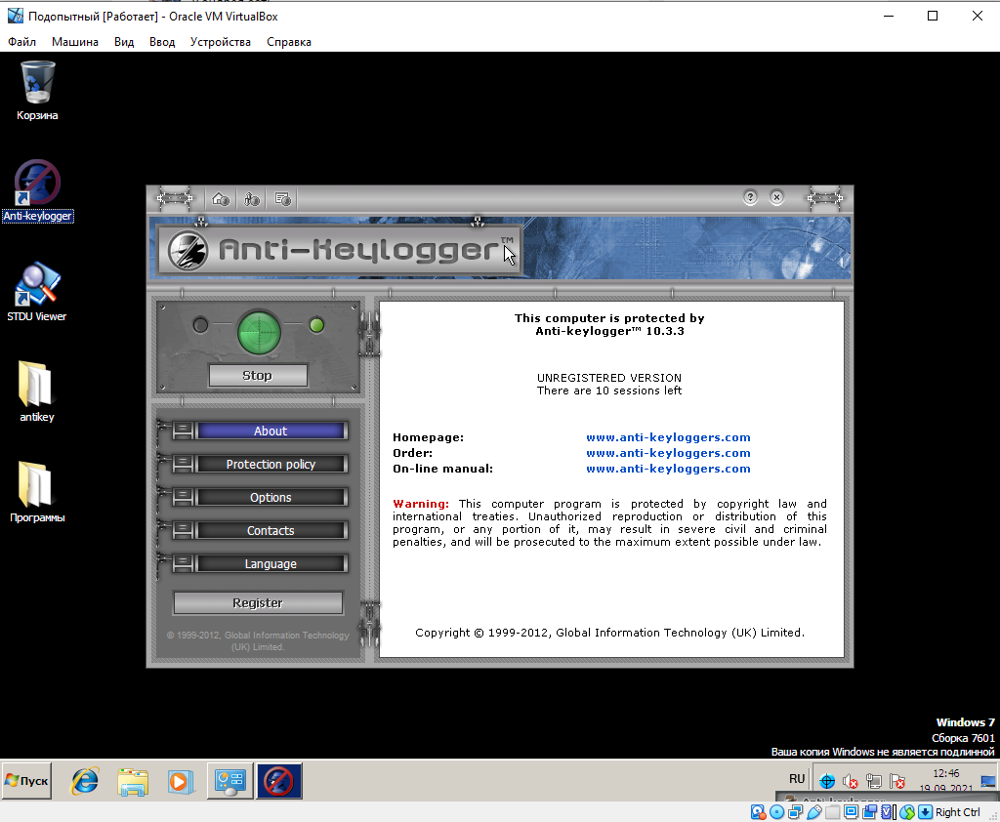 Подопытный [Работает] - Oracle VM VirtualBox
Файл Машина Вид Ввод Устройства Справка
Корзина
Anti-keylogger
STDU Viewer
antikey
Программы
?
Anti-Keylogger™
Stop
About
Protection policy
Options
Contacts
Language
Register
© 1999-2012, Global Information Technology
(UK) Limited.
This computer is protected by
Anti-keylogger™ 10.3.3
UNREGISTERED VERSION
There are 10 sessions left
Homepage: www.anti-keyloggers.com
Order: www.anti-keyloggers.com
On-line manual: www.anti-keyloggers.com
Warning: This computer program is protected by copyright law and
international treaties. Unauthorized reproduction or distribution of this
program, or any portion of it, may result in severe civil and criminal
penalties, and will be prosecuted to the maximum extent possible under law.
Copyright © 1999-2012, Global Information Technology (UK) Limited.
Windows 7
Сборка 7601
Ваша копия Windows не является подлинной
Пуск
RU
12:46
19.09.2021
Anti-keylogger
Right Ctrl